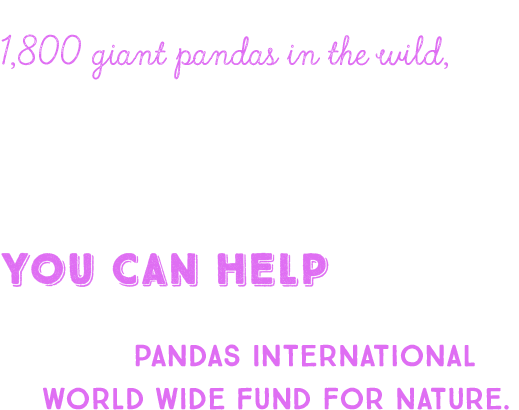 1,800 giant pandas in the wild,
YOU CAN HELP
PANDAS INTERNATIONAL
WORLD WIDE FUND FOR NATURE.